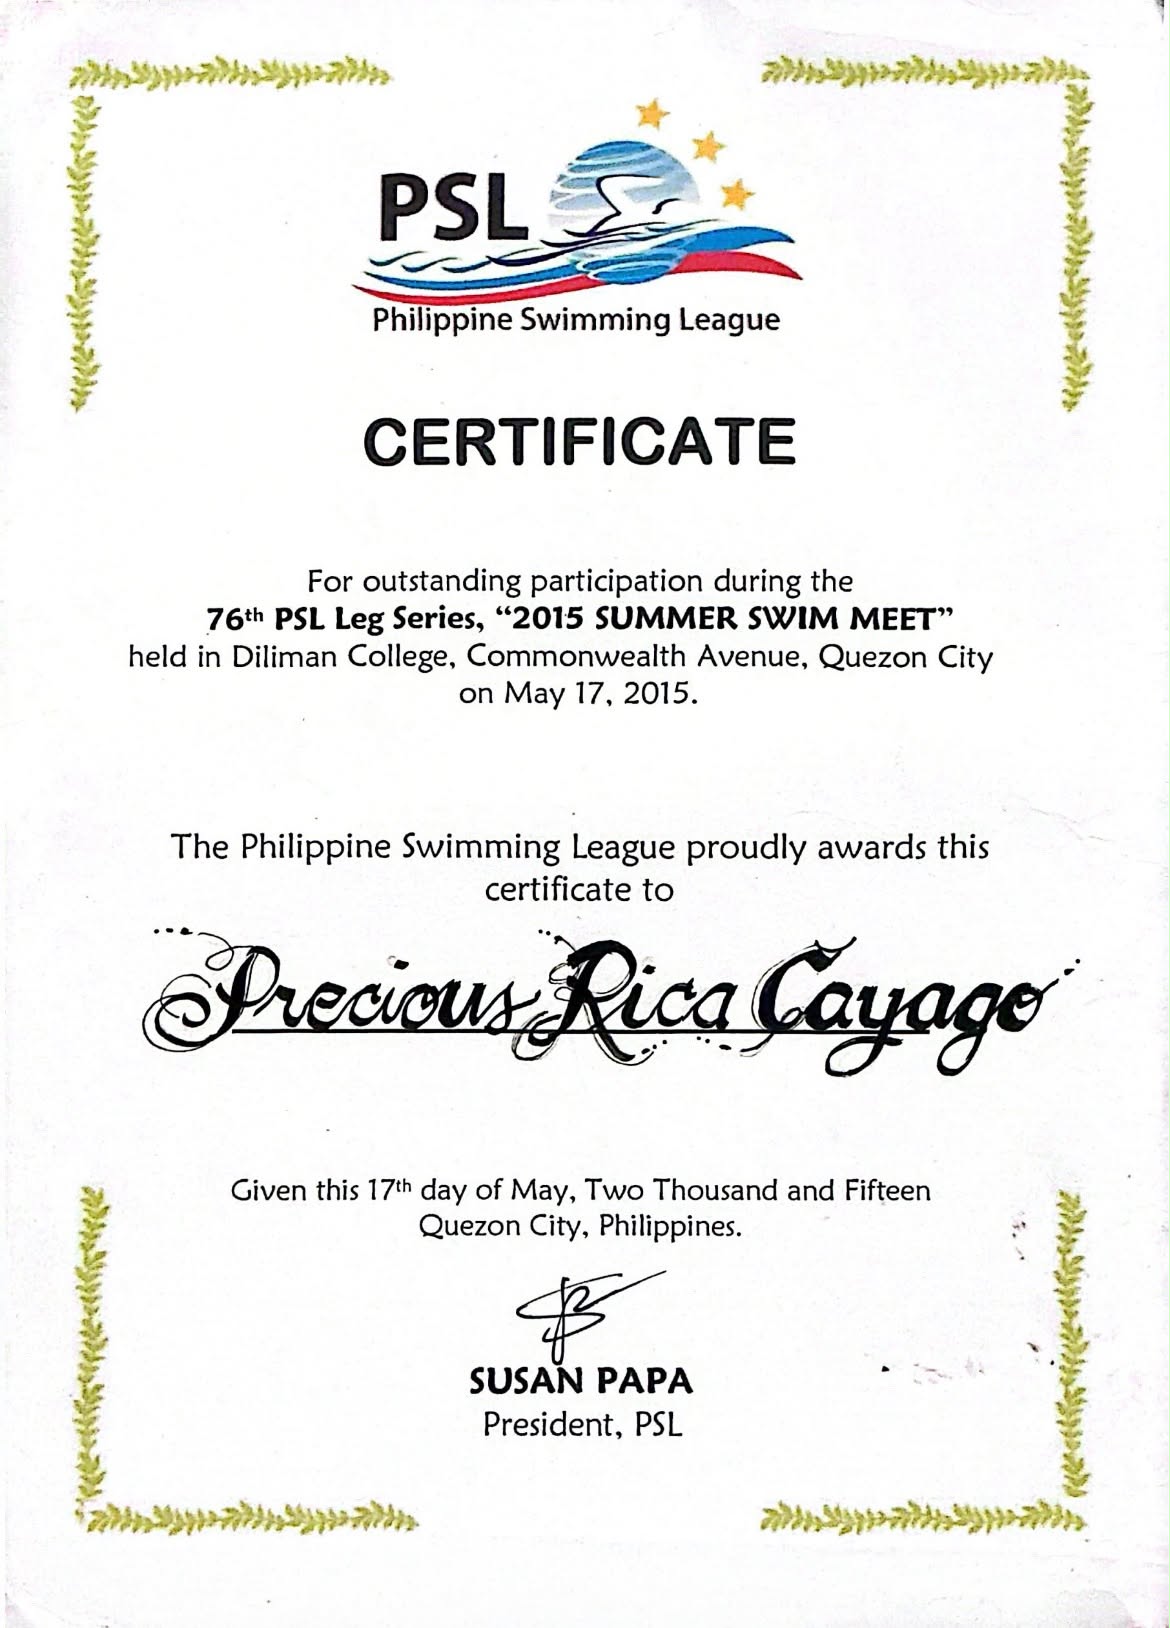 PSL
Philippine Swimming League
CERTIFICATE
For outstanding participation during the
76th PSL Leg Series, “2015 SUMMER SWIM MEET”
held in Diliman College, Commonwealth Avenue, Quezon City
on May 17, 2015.
The Philippine Swimming League proudly awards this
certificate to
Precious Rica Cayago
Given this 17th day of May, Two Thousand and Fifteen
Quezon City, Philippines.
SUSAN PAPA
President, PSL